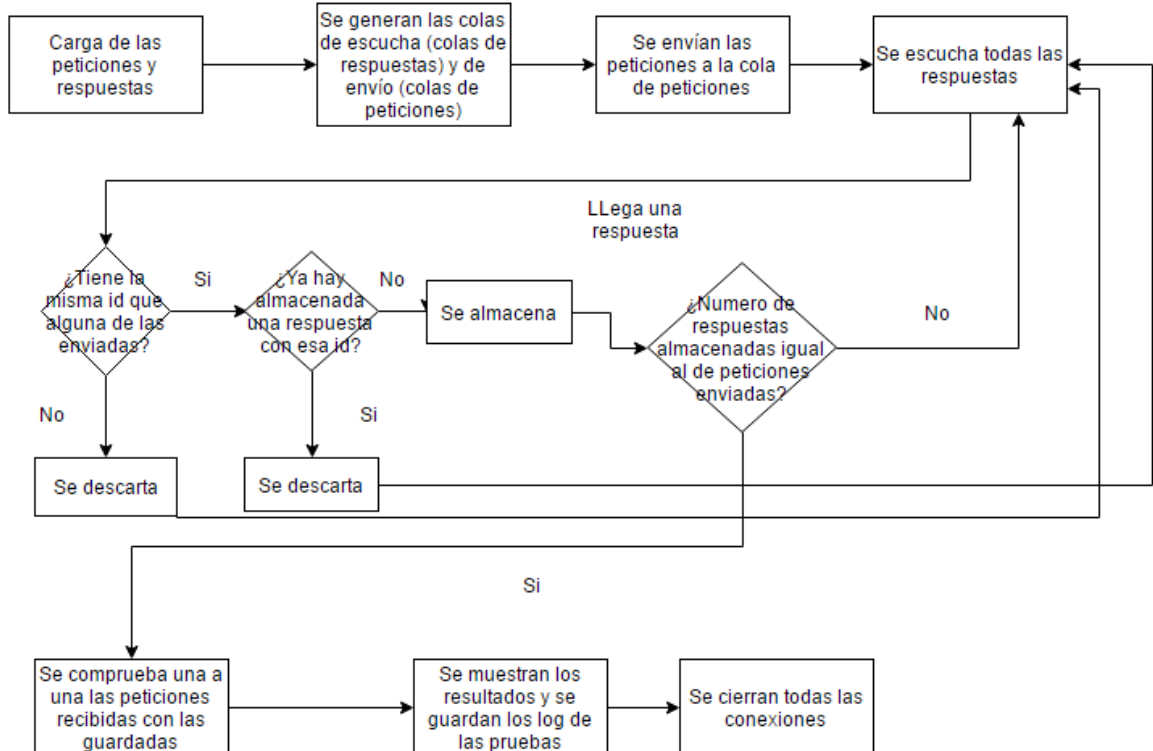 Carga de las
peticiones y
respuestas
Se generan las colas
de escucha (colas de
respuestas) y de
envío (colas de
peticiones)
Se envían las
peticiones a la cola
de peticiones
Se escucha todas las
respuestas
LLega una
respuesta
¿Tiene la
misma id que
alguna de las
enviadas?
Si
¿Ya hay
almacenada
una respuesta
con esa id?
No
Se almacena
¿Numero de
respuestas
almacenadas igual
al de peticiones
enviadas?
No
No
Si
Se descarta
Se descarta
Si
Se comprueba una a
una las peticiones
recibidas con las
guardadas
Se muestran los
resultados y se
guardan los log de
las pruebas
Se cierran todas las
conexiones